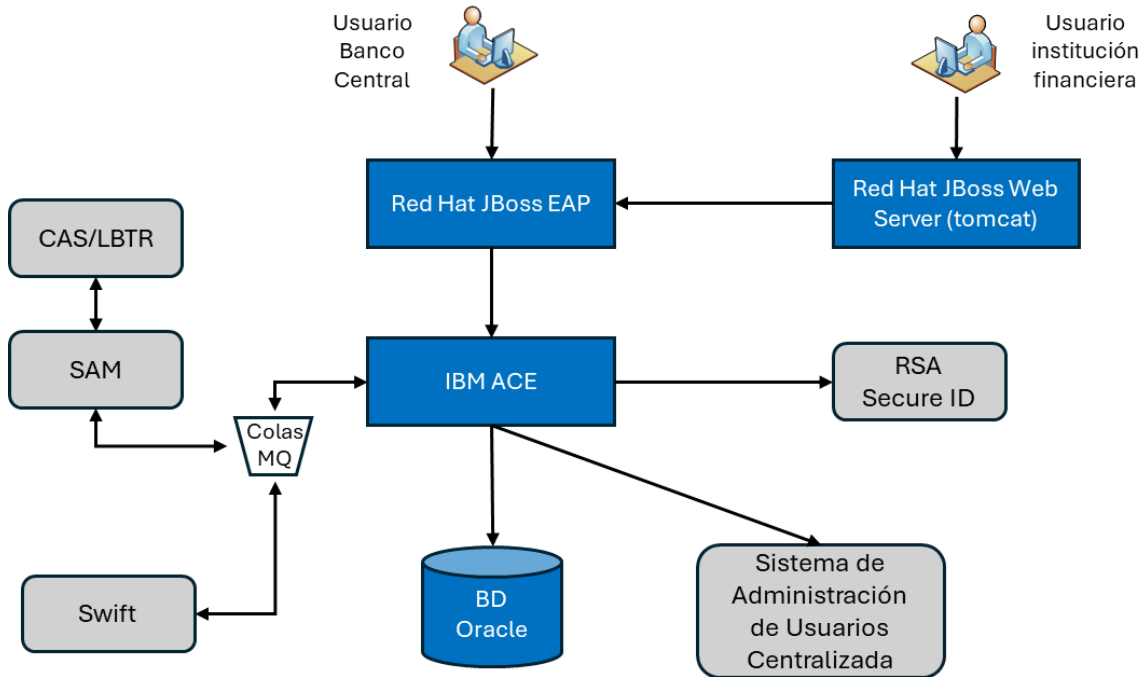 Usuario
Banco
Central
Usuario
institución
financiera
Red Hat JBoss EAP
Red Hat JBoss Web
Server (tomcat)
CAS/LBTR
SAM
IBM ACE
RSA
Secure ID
Colas
MQ
Swift
BD
Oracle
Sistema de
Administración
de Usuarios
Centralizada